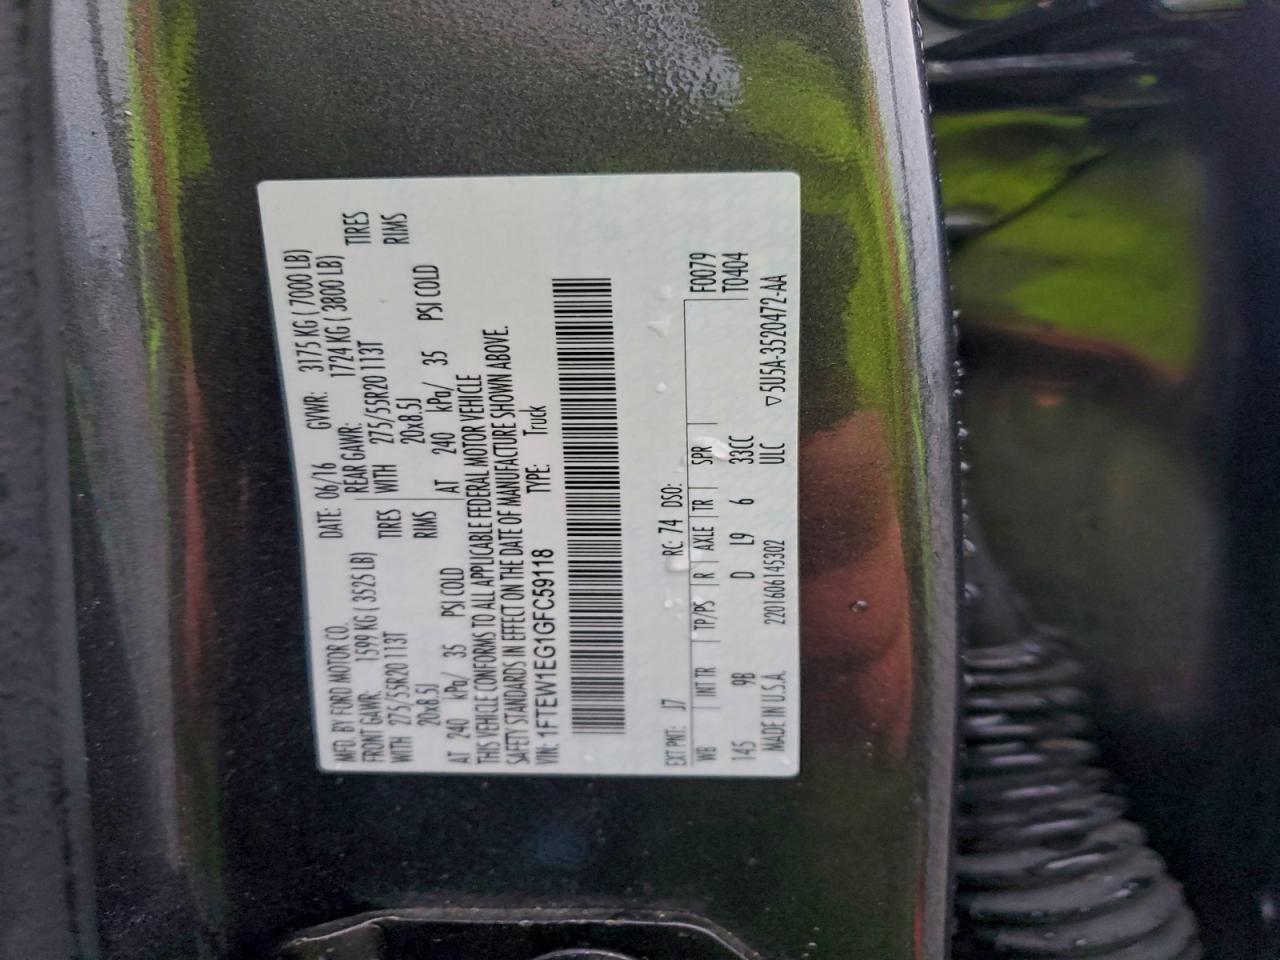 MFD. BY FORD MOTOR CO.
DATE: 06/16 GVWR: 3175 KG ( 7000 LB)
FRONT GAWR: 1599 KG ( 3525 LB) REAR GAWR: 1724 KG ( 3800 LB)
WITH 275/55R20 113T TIRES WITH 275/55R20 113T TIRES
20x8.5J RIMS 20x8.5J RIMS
AT 240 kPa/ 35 PSI COLD AT 240 kPa/ 35 PSI COLD
THIS VEHICLE CONFORMS TO ALL APPLICABLE FEDERAL MOTOR VEHICLE
SAFETY STANDARDS IN EFFECT ON THE DATE OF MANUFACTURE SHOWN ABOVE.
VIN: 1FTEW1EG1GFC59118 TYPE: Truck
EXT PNT: J7 RC: 74 DSO:
WB INT TR TP/PS R AXLE TR SPR F0079
145 9B D L9 6 33CC T0404
MADE IN U.S.A. 2201606145302 ULC ▽5U5A-3520472-AA